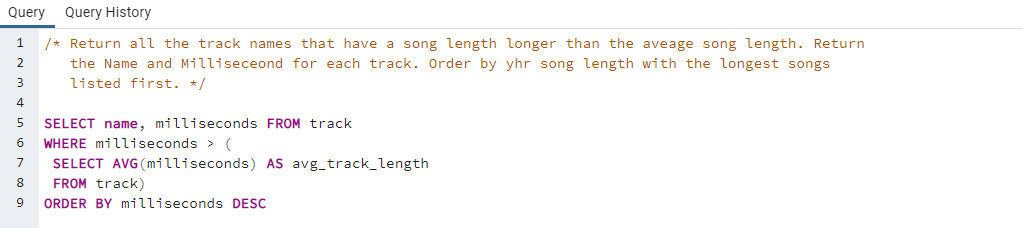 Query Query History
1 /* Return all the track names that have a song length longer than the aveage song length. Return
2 the Name and Milliseceond for each track. Order by yhr song length with the longest songs
3 listed first. */
4
5 SELECT name, milliseconds FROM track
6 WHERE milliseconds > (
7 SELECT AVG(milliseconds) AS avg_track_length
8 FROM track)
9 ORDER BY milliseconds DESC